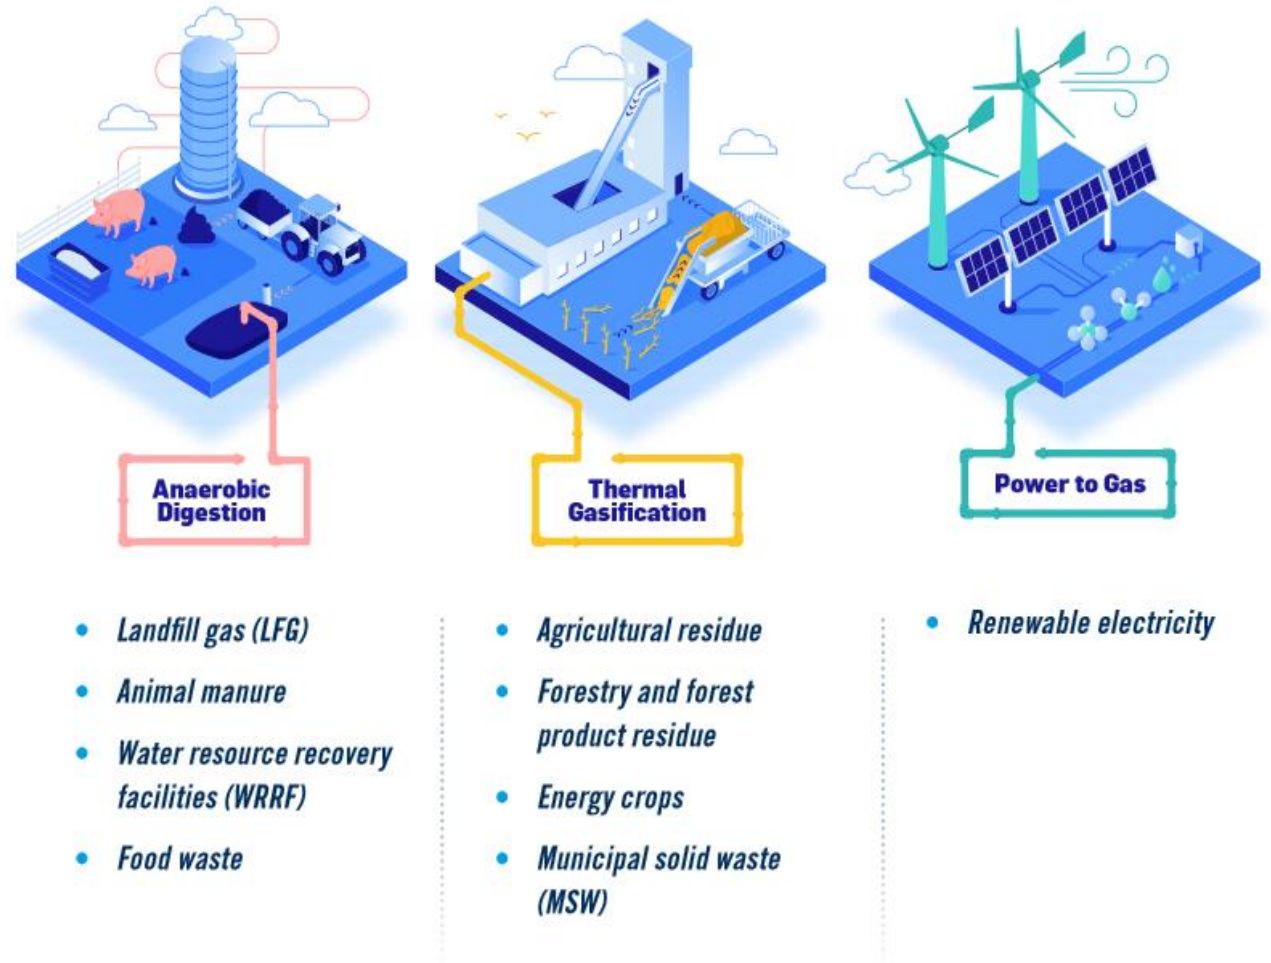 Anaerobic
Digestion
Thermal
Gasification
Power to Gas
• Landfill gas (LFG)
• Animal manure
• Water resource recovery
facilities (WRRF)
• Food waste
• Agricultural residue
• Forestry and forest
product residue
• Energy crops
• Municipal solid waste
(MSW)
• Renewable electricity